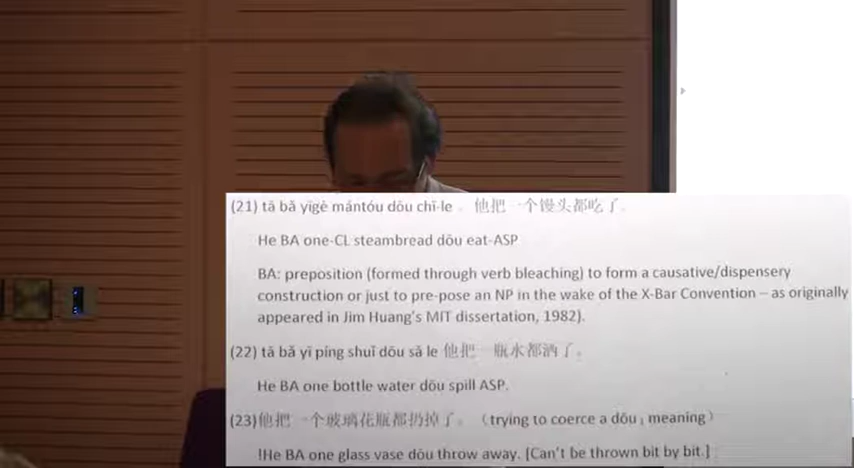 (21) tā bǎ yīgè mántóu dōu chī-le 。 他把一个馒头都吃了。
He BA one-CL steambread dōu eat-ASP
BA: preposition (formed through verb bleaching) to form a causative/dispensery
construction or just to pre-pose an NP in the wake of the X-Bar Convention – as originally
appeared in Jim Huang's MIT dissertation, 1982).
(22) tā bǎ yī píng shuǐ dōu sǎ le 他把一瓶水都洒了。
He BA one bottle water dōu spill ASP.
(23)他把一个玻璃花瓶都扔掉了。（trying to coerce a dōu₁ meaning）
!He BA one glass vase dōu throw away. [Can't be thrown bit by bit.]